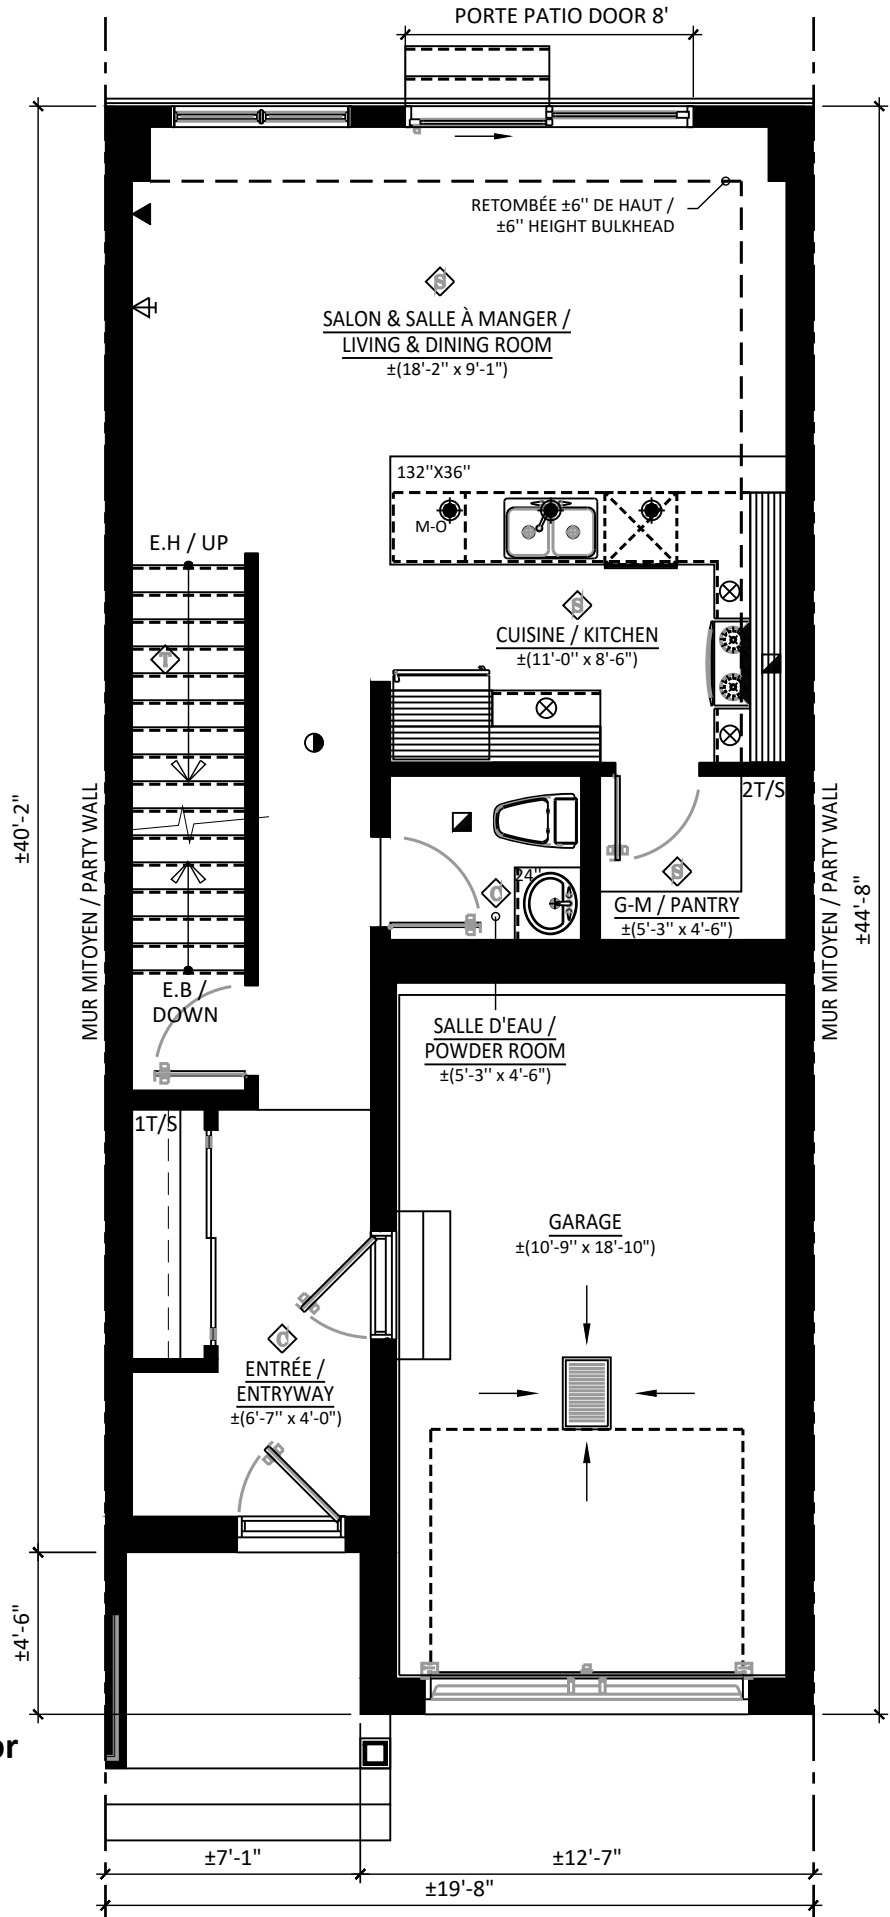 PORTE PATIO DOOR 8'
RETOMBÉE ±6'' DE HAUT /
±6'' HEIGHT BULKHEAD
S
SALON & SALLE À MANGER /
LIVING & DINING ROOM
±(18'-2" x 9'-1")
132''X36''
M-O
E.H / UP
S
CUISINE / KITCHEN
±(11'-0'' x 8'-6")
T
±40'-2"
MUR MITOYEN / PARTY WALL
2T/S
MUR MITOYEN / PARTY WALL
±44'-8"
24''
C
S
G-M / PANTRY
±(5'-3'' x 4'-6")
E.B /
DOWN
SALLE D'EAU /
POWDER ROOM
±(5'-3'' x 4'-6")
1T/S
GARAGE
±(10'-9'' x 18'-10")
C
ENTRÉE /
ENTRYWAY
±(6'-7'' x 4'-0")
±4'-6"
or
±7'-1"
±12'-7"
±19'-8"